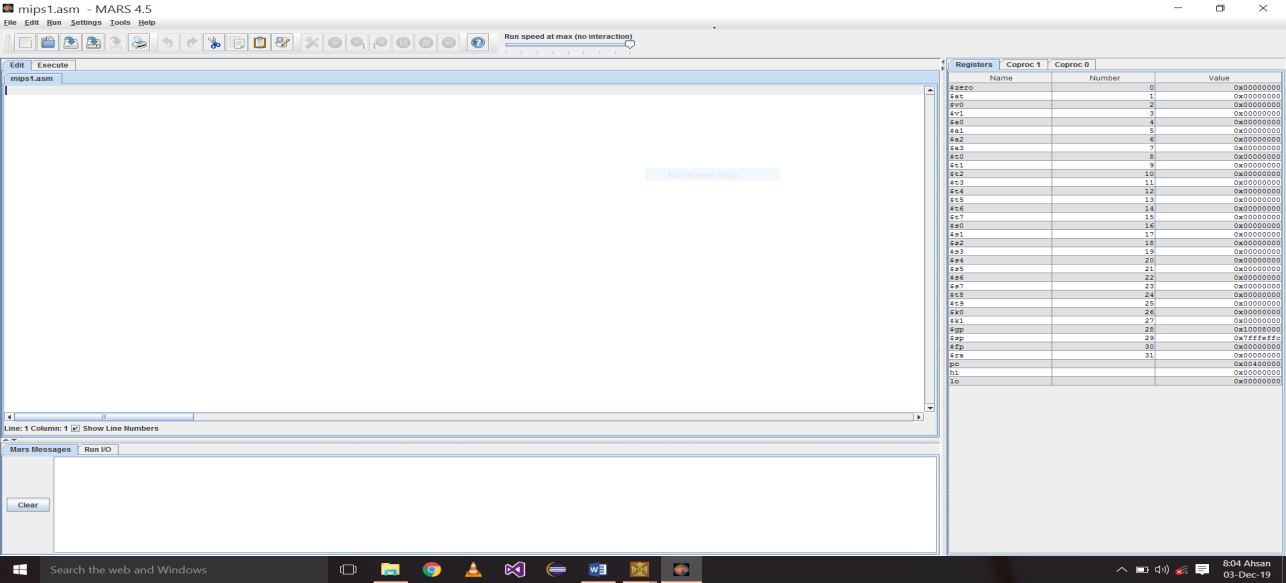 mips1.asm - MARS 4.5
File Edit Run Settings Tools Help
Run speed at max (no interaction)
Edit Execute
mips1.asm
Full-screen Snip
Line: 1 Column: 1 Show Line Numbers
Mars Messages Run I/O
Clear
Registers Coproc 1 Coproc 0
Name Number Value
$zero 0 0x00000000
$at 1 0x00000000
$v0 2 0x00000000
$v1 3 0x00000000
$a0 4 0x00000000
$a1 5 0x00000000
$a2 6 0x00000000
$a3 7 0x00000000
$t0 8 0x00000000
$t1 9 0x00000000
$t2 10 0x00000000
$t3 11 0x00000000
$t4 12 0x00000000
$t5 13 0x00000000
$t6 14 0x00000000
$t7 15 0x00000000
$s0 16 0x00000000
$s1 17 0x00000000
$s2 18 0x00000000
$s3 19 0x00000000
$s4 20 0x00000000
$s5 21 0x00000000
$s6 22 0x00000000
$s7 23 0x00000000
$t8 24 0x00000000
$t9 25 0x00000000
$k0 26 0x00000000
$k1 27 0x00000000
$gp 28 0x10008000
$sp 29 0x7fffeffc
$fp 30 0x00000000
$ra 31 0x00000000
pc 0x00400000
hi 0x00000000
lo 0x00000000
Search the web and Windows
8:04 Ahsan
03-Dec-19